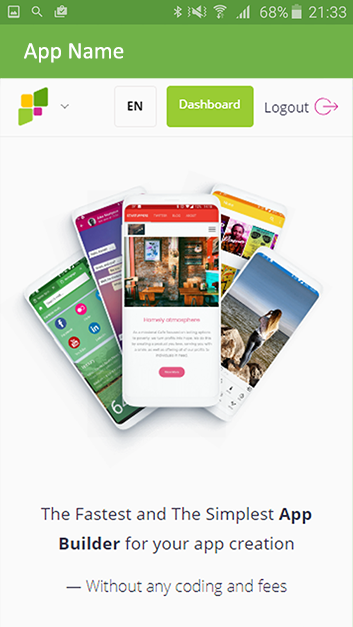 68% 21:33
App Name
EN Dashboard Logout
Homely atmosphere
The Fastest and The Simplest App
Builder for your app creation
— Without any coding and fees